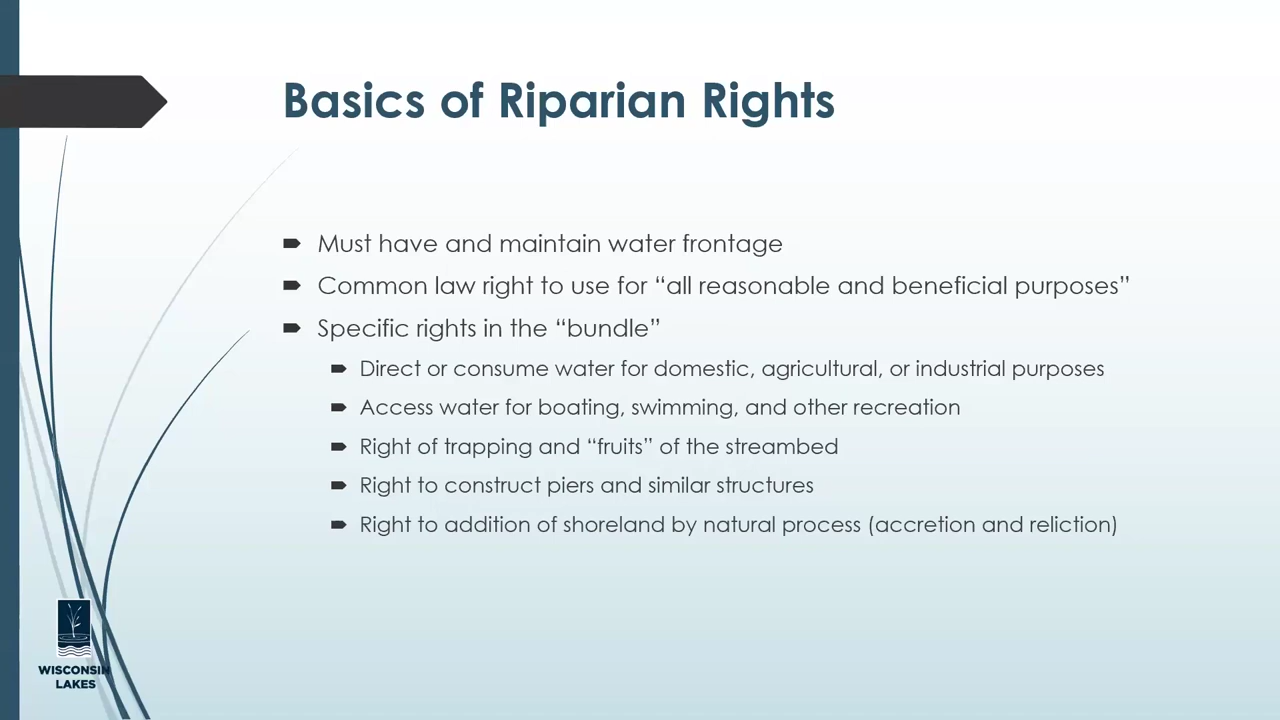 Basics of Riparian Rights
Must have and maintain water frontage
Common law right to use for “all reasonable and beneficial purposes”
Specific rights in the “bundle”
Direct or consume water for domestic, agricultural, or industrial purposes
Access water for boating, swimming, and other recreation
Right of trapping and “fruits” of the streambed
Right to construct piers and similar structures
Right to addition of shoreland by natural process (accretion and reliction)
WISCONSIN
LAKES